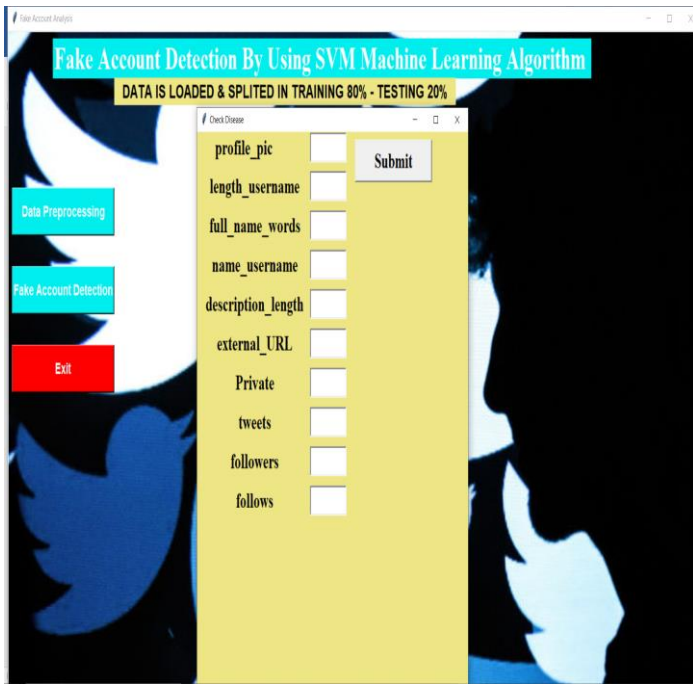 Fake Account Analysis
Fake Account Detection By Using SVM Machine Learning Algorithm
DATA IS LOADED & SPLITED IN TRAINING 80% - TESTING 20%
Check Disease
profile_pic
Submit
length_username
full_name_words
name_username
description_length
external_URL
Private
tweets
followers
follows
Data Preprocessing
Fake Account Detection
Exit